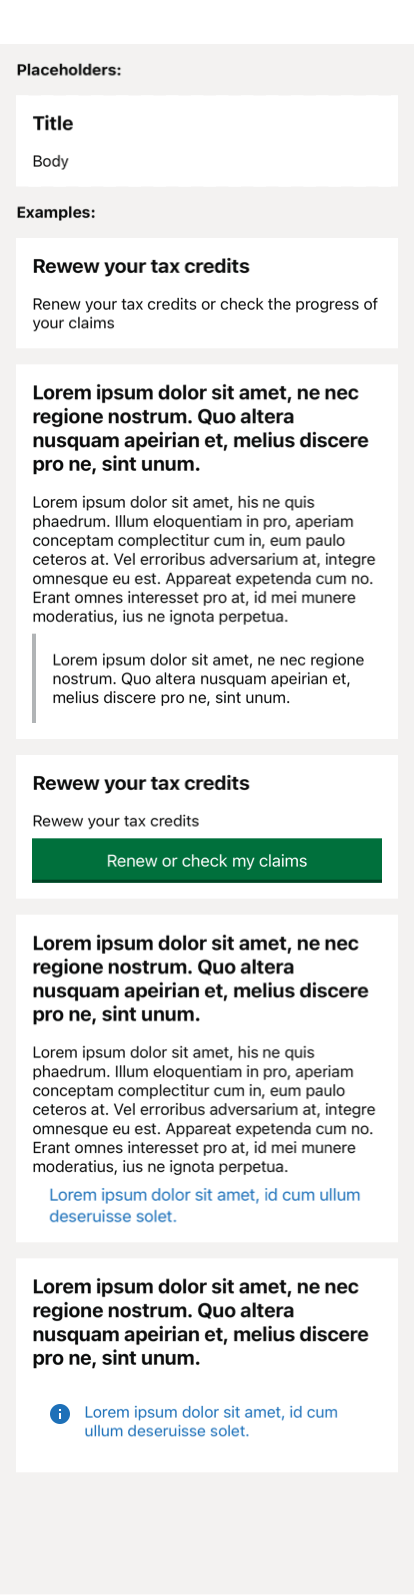 Placeholders:
Title
Body
Examples:
Rewew your tax credits
Renew your tax credits or check the progress of
your claims
Lorem ipsum dolor sit amet, ne nec
regione nostrum. Quo altera
nusquam apeirian et, melius discere
pro ne, sint unum.
Lorem ipsum dolor sit amet, his ne quis
phaedrum. Illum eloquentiam in pro, aperiam
conceptam complectitur cum in, eum paulo
ceteros at. Vel erroribus adversarium at, integre
omnesque eu est. Appareat expetenda cum no.
Erant omnes interesset pro at, id mei munere
moderatius, ius ne ignota perpetua.
Lorem ipsum dolor sit amet, ne nec regione
nostrum. Quo altera nusquam apeirian et,
melius discere pro ne, sint unum.
Rewew your tax credits
Rewew your tax credits
Renew or check my claims
Lorem ipsum dolor sit amet, ne nec
regione nostrum. Quo altera
nusquam apeirian et, melius discere
pro ne, sint unum.
Lorem ipsum dolor sit amet, his ne quis
phaedrum. Illum eloquentiam in pro, aperiam
conceptam complectitur cum in, eum paulo
ceteros at. Vel erroribus adversarium at, integre
omnesque eu est. Appareat expetenda cum no.
Erant omnes interesset pro at, id mei munere
moderatius, ius ne ignota perpetua.
Lorem ipsum dolor sit amet, id cum ullum
deseruisse solet.
Lorem ipsum dolor sit amet, ne nec
regione nostrum. Quo altera
nusquam apeirian et, melius discere
pro ne, sint unum.
Lorem ipsum dolor sit amet, id cum
ullum deseruisse solet.